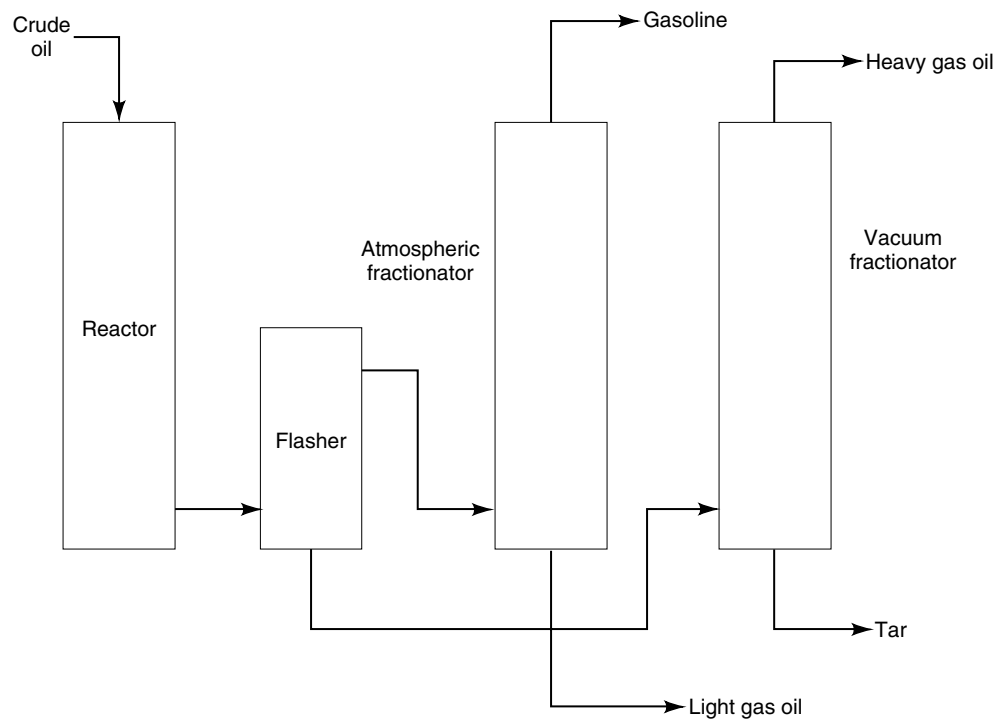 Crude
oil
Gasoline
Heavy gas oil
Atmospheric
fractionator
Vacuum
fractionator
Reactor
Flasher
Tar
Light gas oil